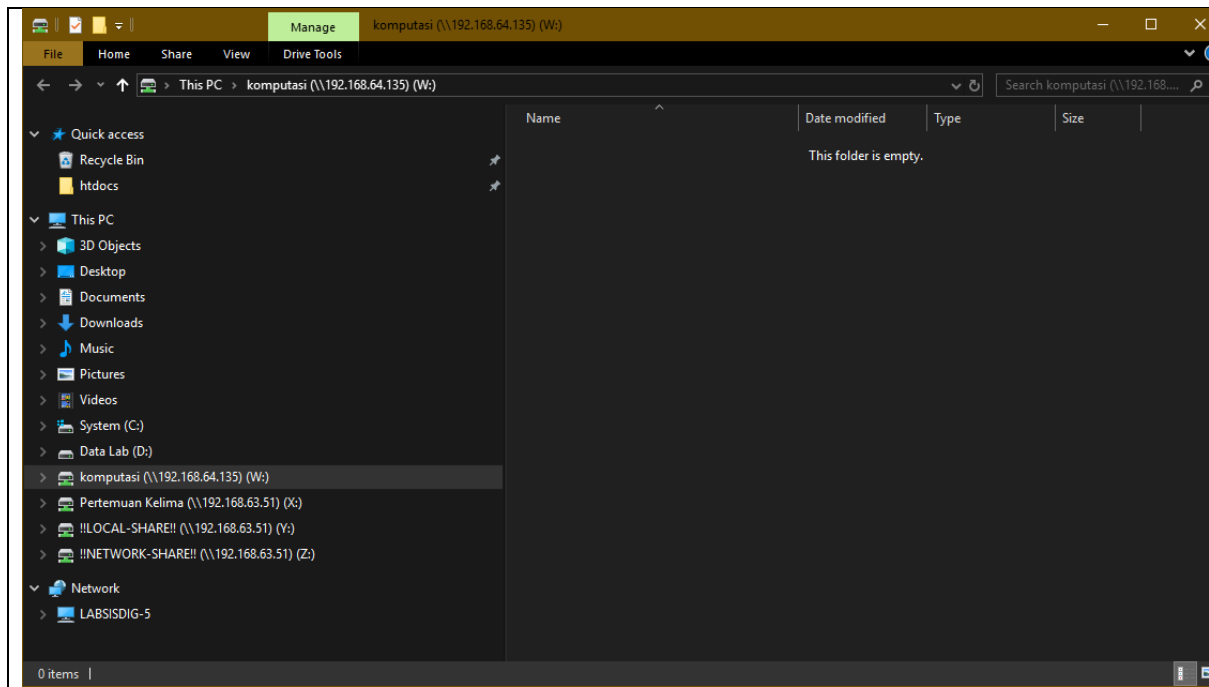 Manage
komputasi (\\192.168.64.135) (W:)
File Home Share View Drive Tools
This PC > komputasi (\\192.168.64.135) (W:)
Search komputasi (\\192.168....
Name Date modified Type Size
This folder is empty.
Quick access
Recycle Bin
htdocs
This PC
3D Objects
Desktop
Documents
Downloads
Music
Pictures
Videos
System (C:)
Data Lab (D:)
komputasi (\\192.168.64.135) (W:)
Pertemuan Kelima (\\192.168.63.51) (X:)
!!LOCAL-SHARE!! (\\192.168.63.51) (Y:)
!!NETWORK-SHARE!! (\\192.168.63.51) (Z:)
Network
LABSISDIG-5
0 items